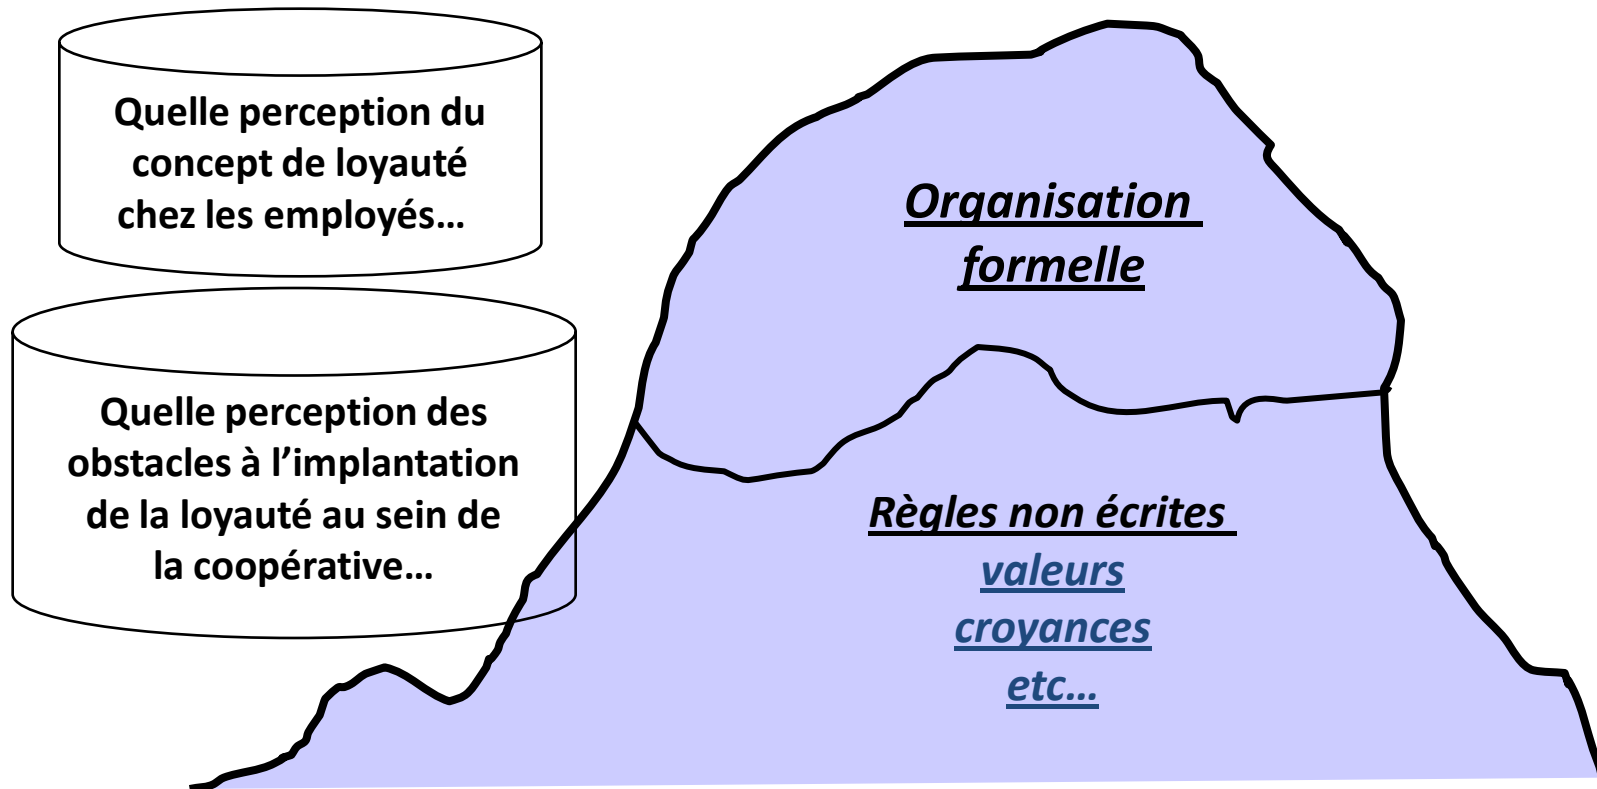 Quelle perception du
concept de loyauté
chez les employés…
Quelle perception des
obstacles à l’implantation
de la loyauté au sein de
la coopérative…
Organisation
formelle
Règles non écrites
valeurs
croyances
etc…